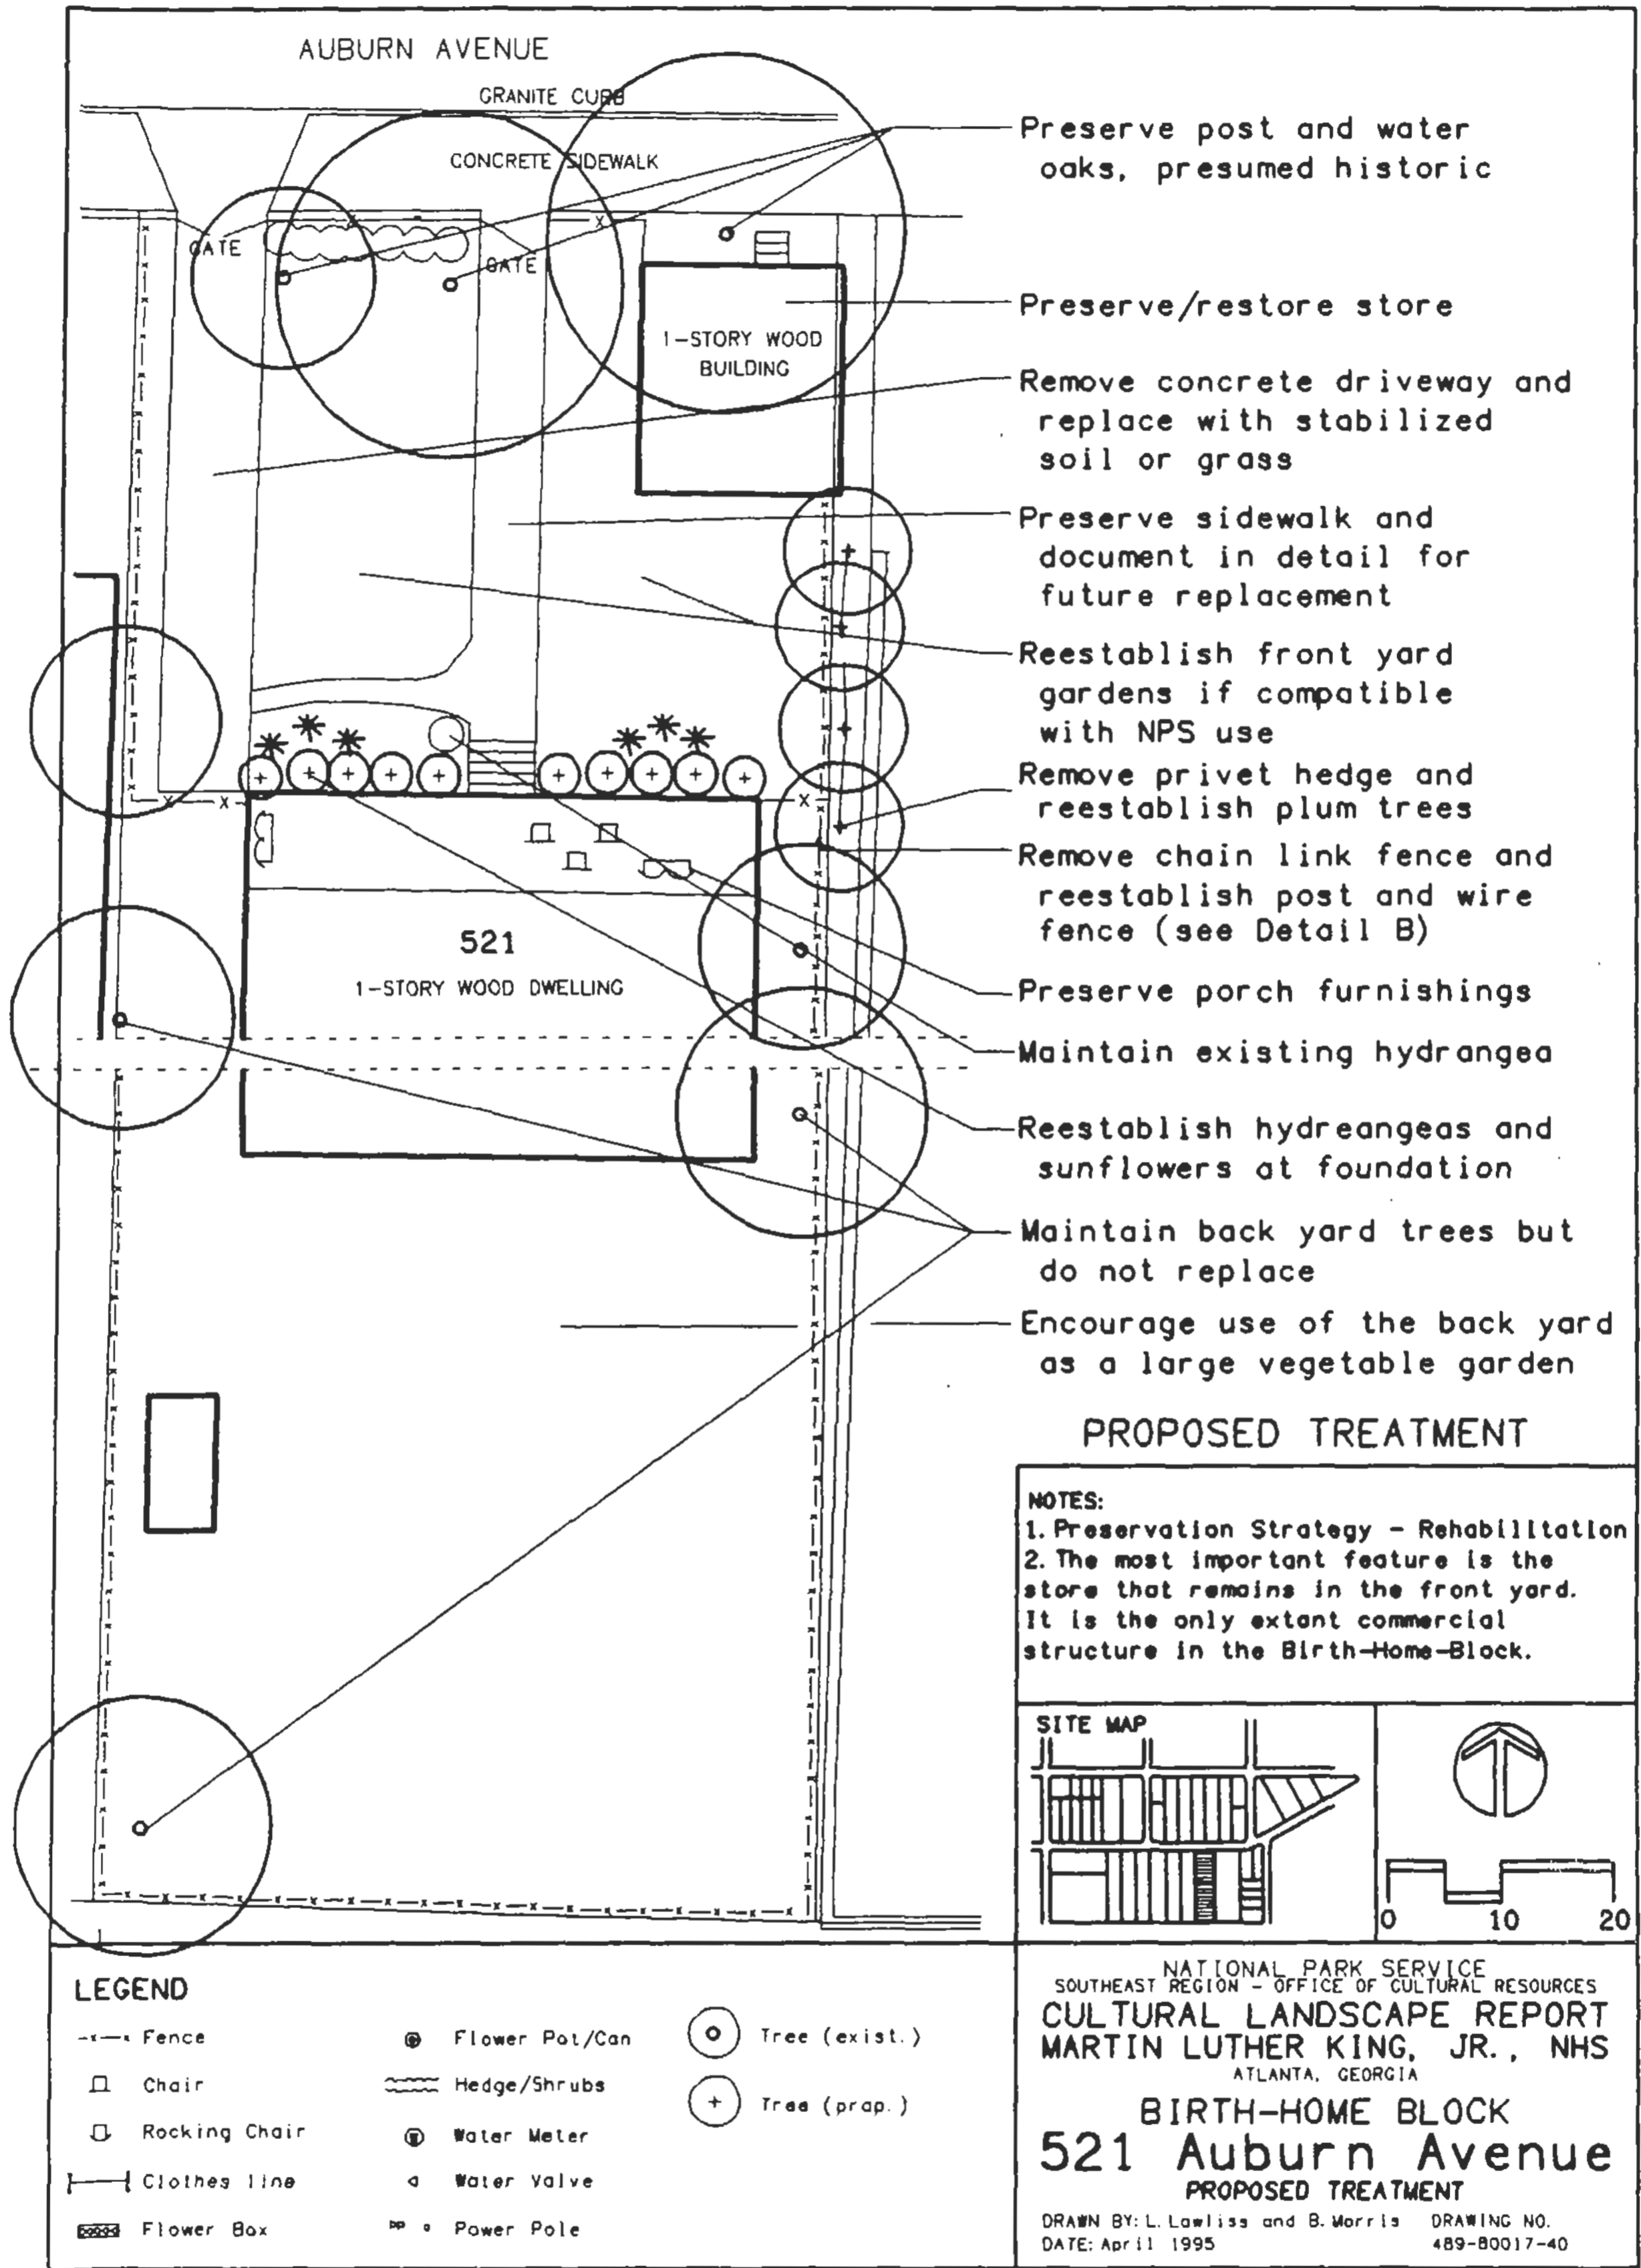 AUBURN AVENUE
GRANITE CURB
CONCRETE SIDEWALK
GATE
GATE
1-STORY WOOD
BUILDING
521
1-STORY WOOD DWELLING
Preserve post and water
oaks, presumed historic
Preserve/restore store
Remove concrete driveway and
replace with stabilized
soil or grass
Preserve sidewalk and
document in detail for
future replacement
Reestablish front yard
gardens if compatible
with NPS use
Remove privet hedge and
reestablish plum trees
Remove chain link fence and
reestablish post and wire
fence (see Detail B)
Preserve porch furnishings
Maintain existing hydrangea
Reestablish hydreangeas and
sunflowers at foundation
Maintain back yard trees but
do not replace
Encourage use of the back yard
as a large vegetable garden
PROPOSED TREATMENT
NOTES:
1. Preservation Strategy - Rehabilitation
2. The most important feature is the
store that remains in the front yard.
It is the only extant commercial
structure in the Birth-Home-Block.
SITE MAP
0 10 20
LEGEND
Fence
Chair
Rocking Chair
Clothes line
Flower Box
Flower Pot/Can
Hedge/Shrubs
Water Meter
Water Valve
PP Power Pole
Tree (exist.)
Tree (prop.)
NATIONAL PARK SERVICE
SOUTHEAST REGION - OFFICE OF CULTURAL RESOURCES
CULTURAL LANDSCAPE REPORT
MARTIN LUTHER KING, JR., NHS
ATLANTA, GEORGIA
BIRTH-HOME BLOCK
521 Auburn Avenue
PROPOSED TREATMENT
DRAWN BY: L. Lawliss and B. Morris DRAWING NO.
DATE: April 1995 489-80017-40